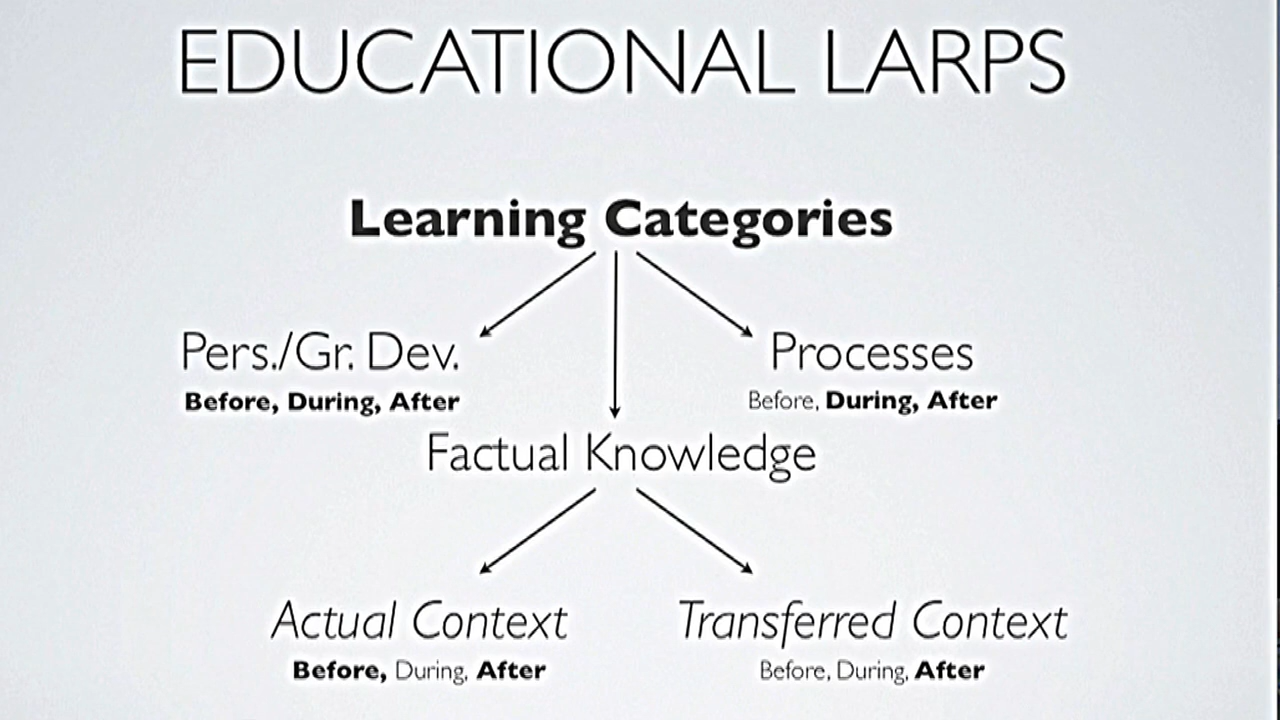 EDUCATIONAL LARPS
Learning Categories
Pers./Gr. Dev.
Before, During, After
Processes
Before, During, After
Factual Knowledge
Actual Context
Before, During, After
Transferred Context
Before, During, After